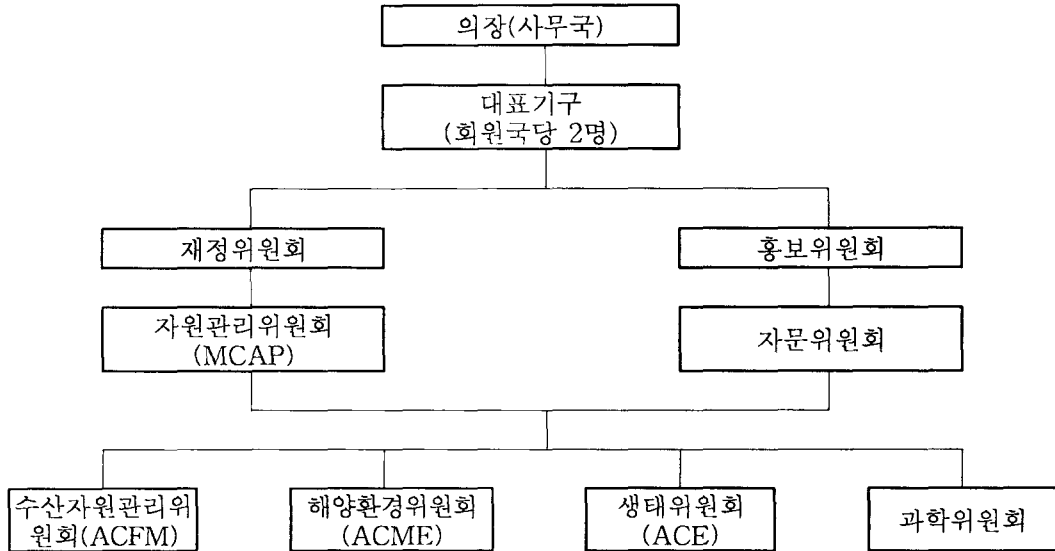 의장(사무국)
대표기구
(회원국당 2명)
재정위원회
홍보위원회
자원관리위원회
(MCAP)
자문위원회
수산자원관리위
원회(ACFM)
해양환경위원회
(ACME)
생태위원회
(ACE)
과학위원회